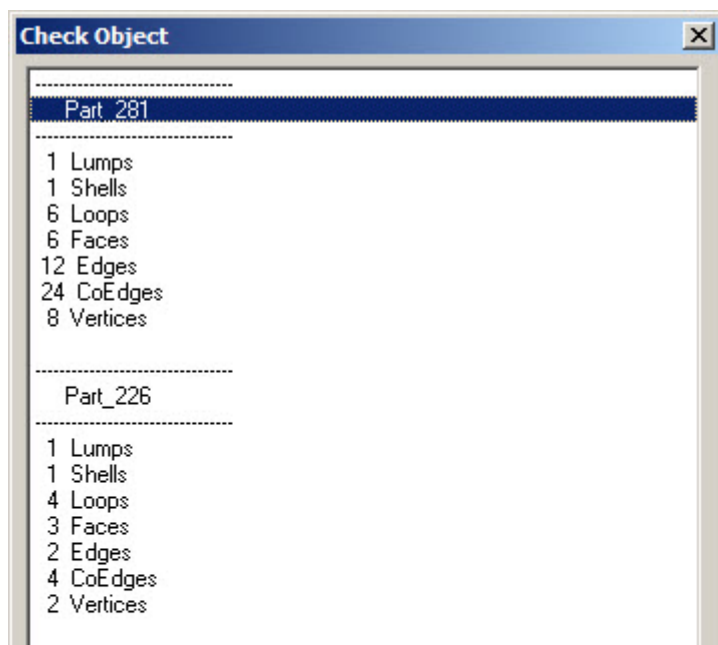 Check Object
--------------------------------
Part_281
--------------------------------
1 Lumps
1 Shells
6 Loops
6 Faces
12 Edges
24 CoEdges
8 Vertices
--------------------------------
Part_226
--------------------------------
1 Lumps
1 Shells
4 Loops
3 Faces
2 Edges
4 CoEdges
2 Vertices